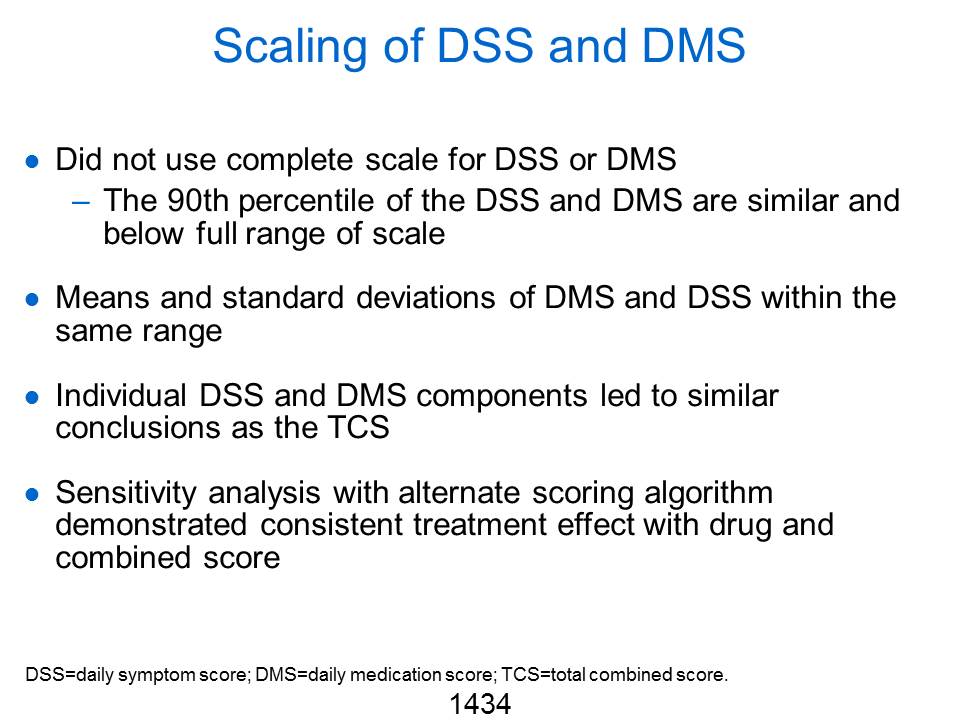 Scaling of DSS and DMS
● Did not use complete scale for DSS or DMS
– The 90th percentile of the DSS and DMS are similar and
below full range of scale
● Means and standard deviations of DMS and DSS within the
same range
● Individual DSS and DMS components led to similar
conclusions as the TCS
● Sensitivity analysis with alternate scoring algorithm
demonstrated consistent treatment effect with drug and
combined score
DSS=daily symptom score; DMS=daily medication score; TCS=total combined score.
1434